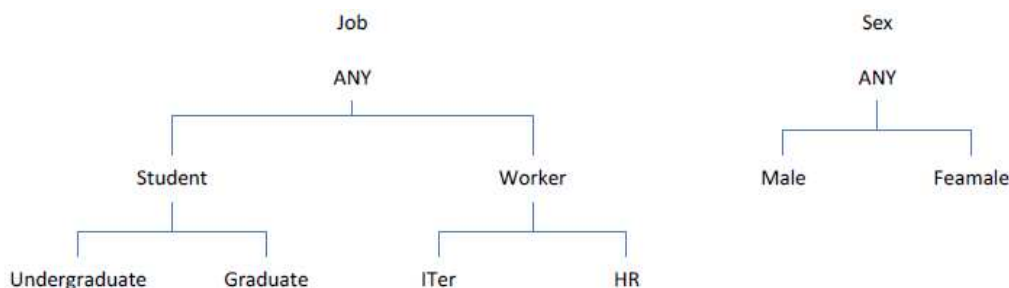 Job Sex
ANY ANY
Student Worker Male Feamale
Undergraduate Graduate ITer HR